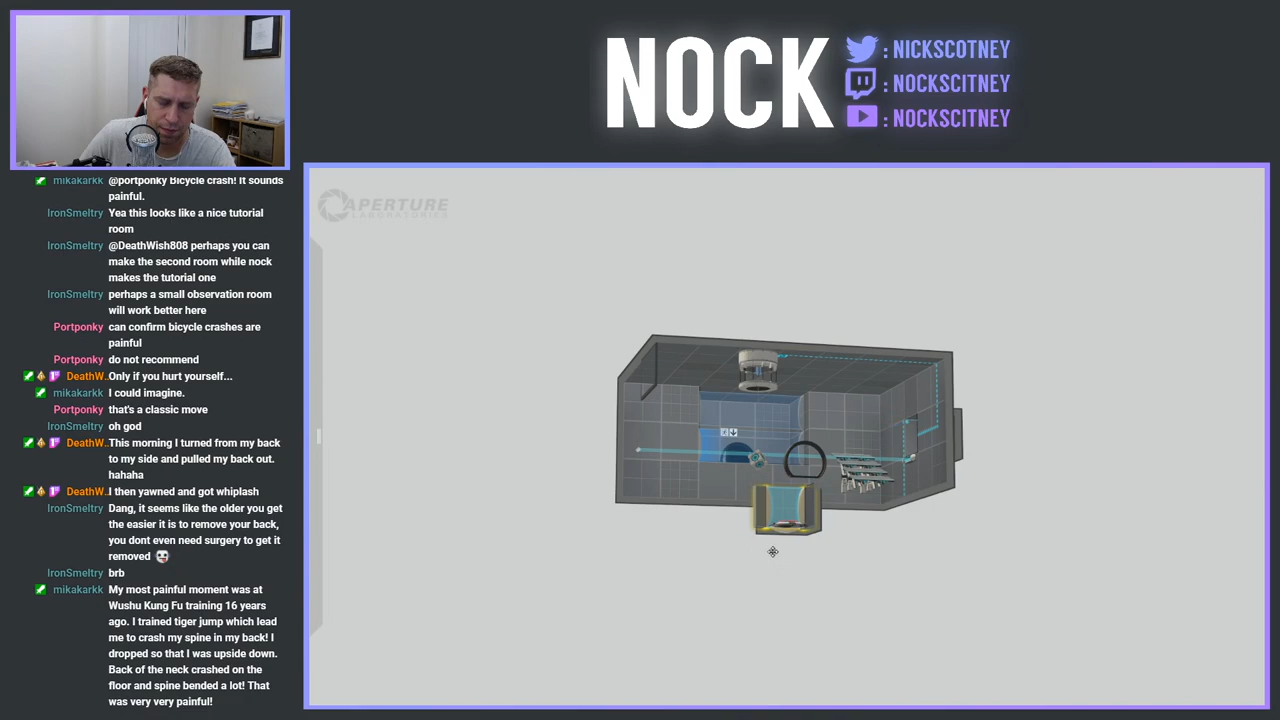 NOCK
: NICKSCOTNEY
: NOCKSCITNEY
: NOCKSCITNEY
mikakarkk @portponky Bicycle crash! It sounds
painful.
IronSmeltry Yea this looks like a nice tutorial
room
IronSmeltry @DeathWish808 perhaps you can
make the second room while nock
makes the tutorial one
IronSmeltry perhaps a small observation room
will work better here
Portponky can confirm bicycle crashes are
painful
Portponky do not recommend
DeathW.. Only if you hurt yourself...
mikakarkk I could imagine.
Portponky that's a classic move
IronSmeltry oh god
DeathW.. This morning I turned from my back
to my side and pulled my back out.
hahaha
DeathW.. I then yawned and got whiplash
IronSmeltry Dang, it seems like the older you get
the easier it is to remove your back,
you dont even need surgery to get it
removed
IronSmeltry brb
mikakarkk My most painful moment was at
Wushu Kung Fu training 16 years
ago. I trained tiger jump which lead
me to crash my spine in my back! I
dropped so that I was upside down.
Back of the neck crashed on the
floor and spine bended a lot! That
was very very painful!
APERTURE
LABORATORIES